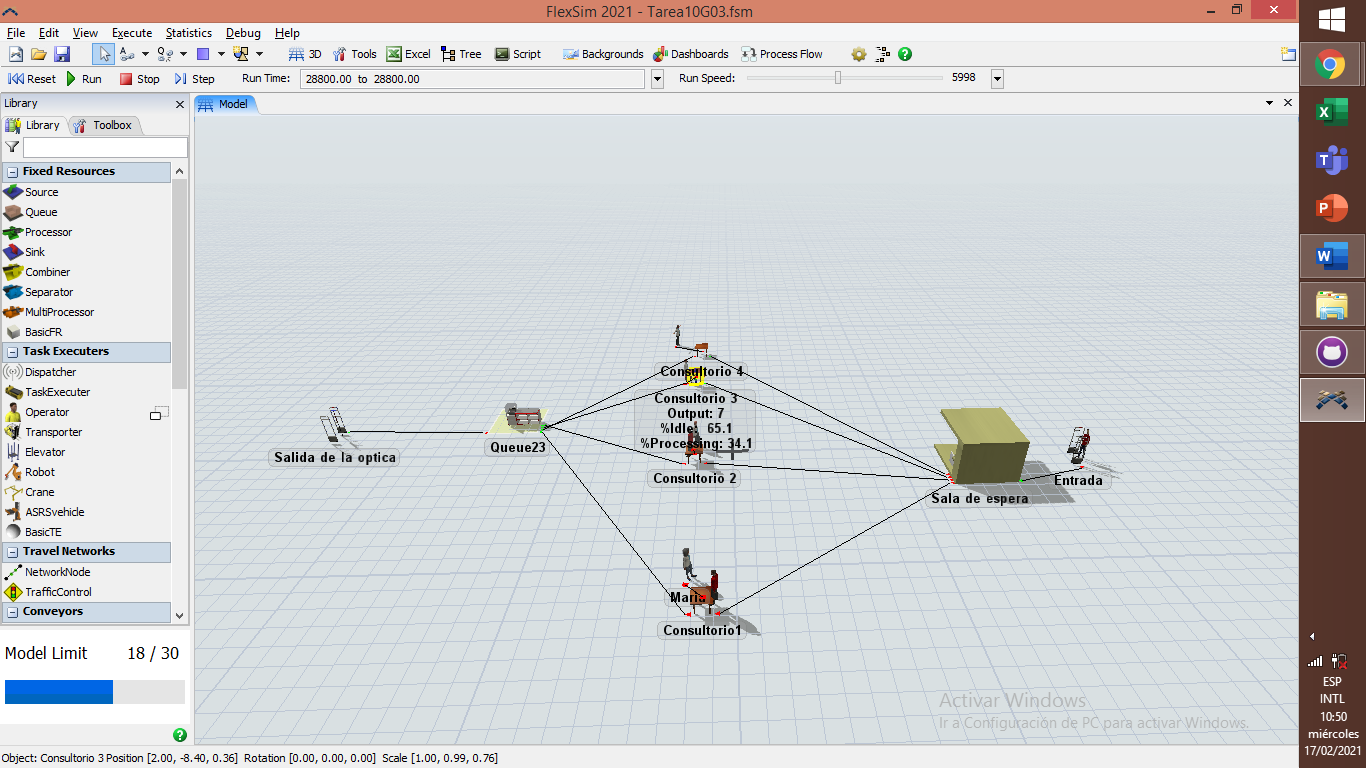 FlexSim 2021 - Tarea10G03.fsm
File Edit View Execute Statistics Debug Help
3D Tools Excel Tree Script Backgrounds Dashboards Process Flow
Reset Run Stop Step Run Time: 28800.00 to 28800.00 Run Speed: 5998
Library
Library Toolbox
Model
Fixed Resources
Source
Queue
Processor
Sink
Combiner
Separator
MultiProcessor
BasicFR
Task Executers
Dispatcher
TaskExecuter
Operator
Transporter
Elevator
Robot
Crane
ASRSvehicle
BasicTE
Travel Networks
NetworkNode
TrafficControl
Conveyors
Model Limit 18 / 30
Consultorio 4
Consultorio 3
Output: 7
%Idle: 65.1
%Processing: 34.1
Consultorio 2
Queue23
Salida de la optica
Entrada
Sala de espera
Maria
Consultorio1
Activar Windows
Ir a Configuración de PC para activar Windows.
Object: Consultorio 3 Position [2.00, -8.40, 0.36] Rotation [0.00, 0.00, 0.00] Scale [1.00, 0.99, 0.76]
ESP
INTL
10:50
miércoles
17/02/2021